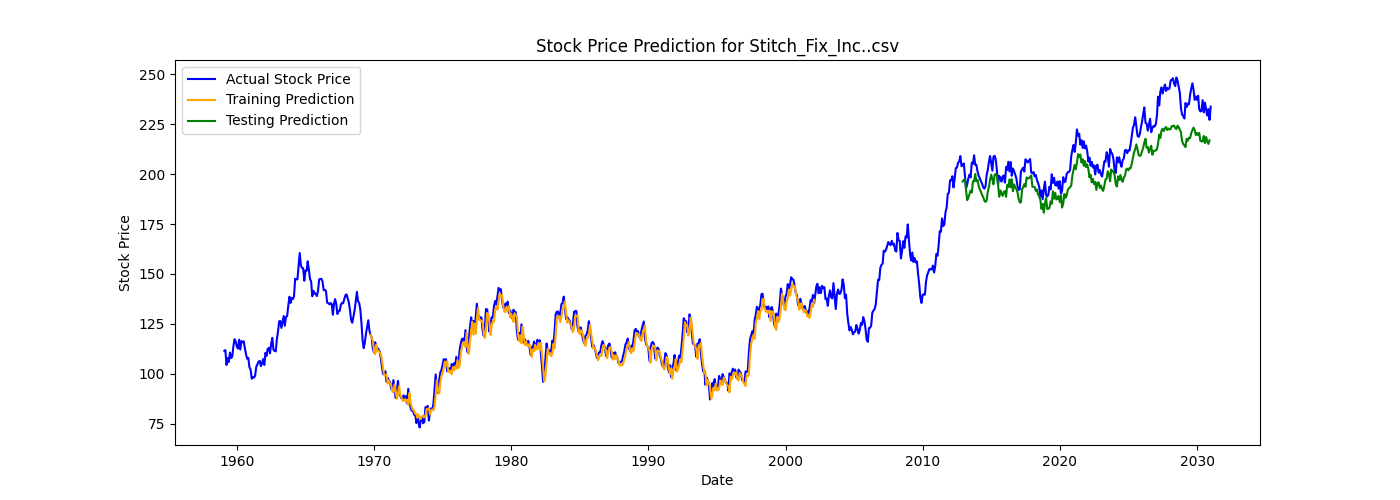 Stock Price Prediction for Stitch_Fix_Inc..csv
Actual Stock Price
Training Prediction
Testing Prediction
Stock Price
250
225
200
175
150
125
100
75
1960 1970 1980 1990 2000 2010 2020 2030
Date